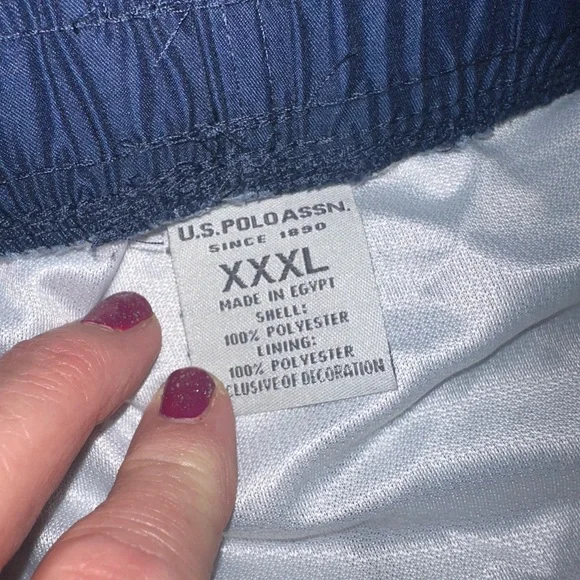 U.S. POLO ASSN.
SINCE 1890
XXXL
MADE IN EGYPT
SHELL:
100% POLYESTER
LINING:
100% POLYESTER
CLUSIVE OF DECORATION